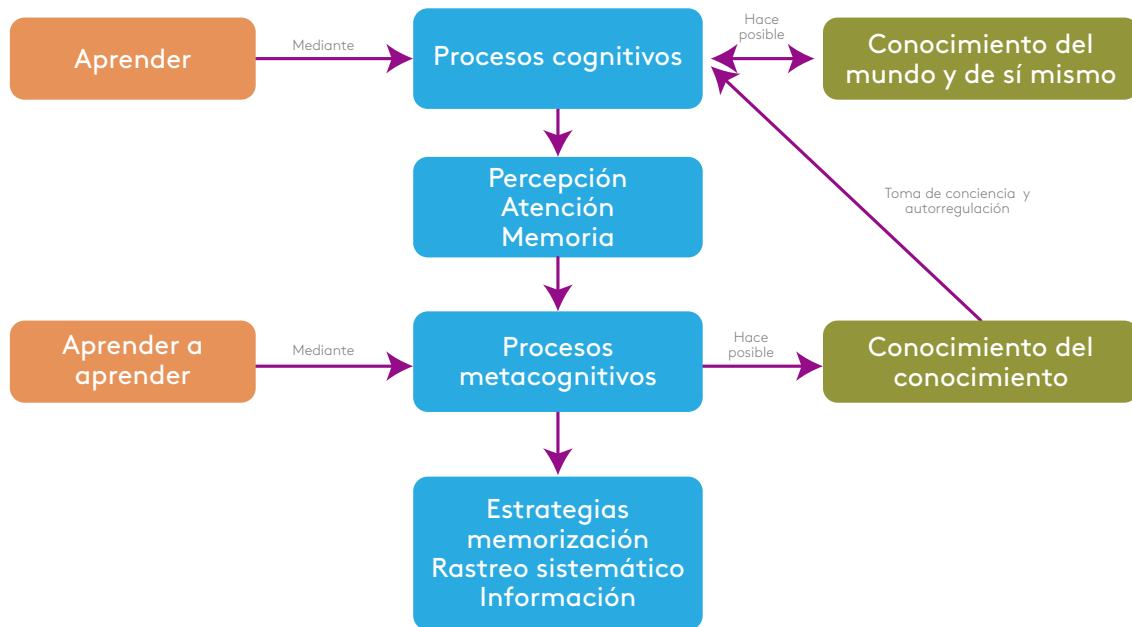 Aprender
Mediante
Procesos cognitivos
Hace
posible
Conocimiento del
mundo y de sí mismo
Percepción
Atención
Memoria
Toma de conciencia y
autorregulación
Aprender a
aprender
Mediante
Procesos
metacognitivos
Hace
posible
Conocimiento del
conocimiento
Estrategias
memorización
Rastreo sistemático
Información